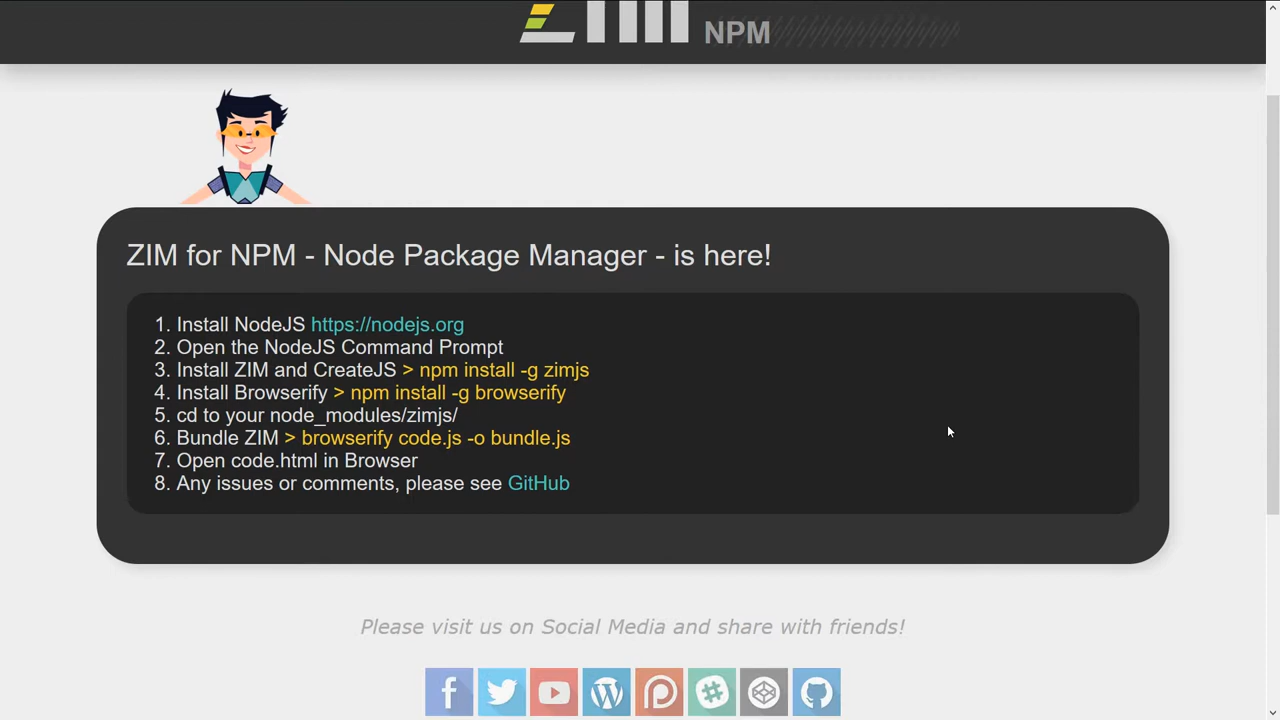 ZIM NPM
ZIM for NPM - Node Package Manager - is here!
1. Install NodeJS https://nodejs.org
2. Open the NodeJS Command Prompt
3. Install ZIM and CreateJS > npm install -g zimjs
4. Install Browserify > npm install -g browserify
5. cd to your node_modules/zimjs/
6. Bundle ZIM > browserify code.js -o bundle.js
7. Open code.html in Browser
8. Any issues or comments, please see GitHub
Please visit us on Social Media and share with friends!